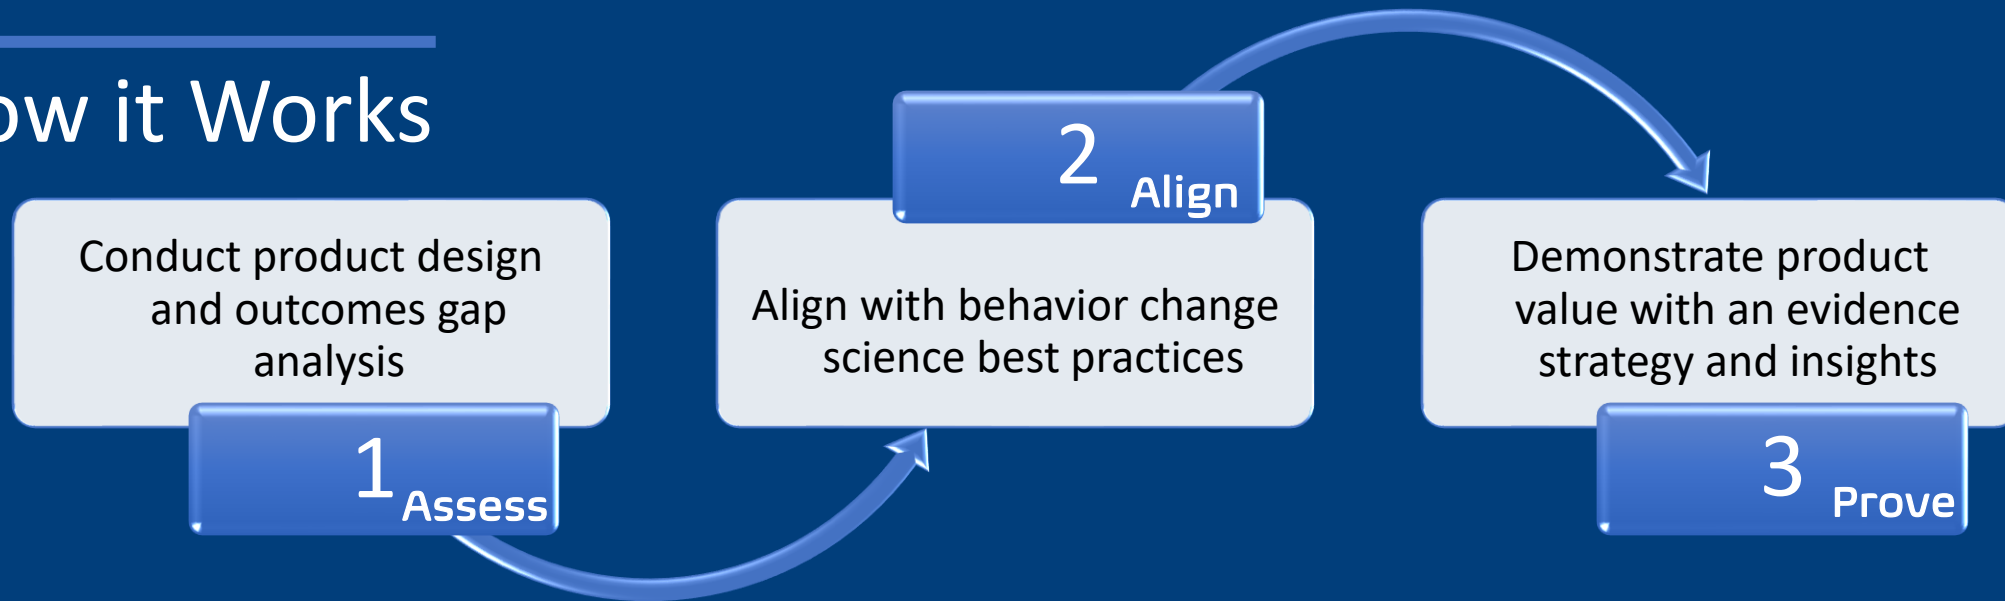 ow it Works
Conduct product design
and outcomes gap
analysis
1 Assess
2 Align
Align with behavior change
science best practices
Demonstrate product
value with an evidence
strategy and insights
3 Prove